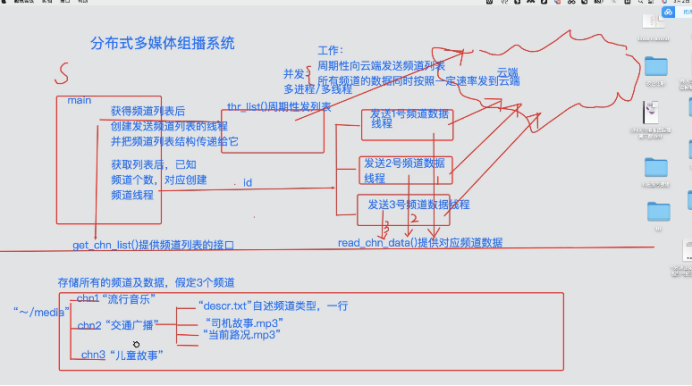 分布式多媒体组播系统
工作：
周期性向云端发送频道列表
并发
所有频道的数据同时按照一定速率发到云端
多进程/多线程
云端
S
main
获得频道列表后
创建发送频道列表的线程
并把频道列表结构传递给它
thr_list()周期性发列表
发送1号频道数据
线程
获取列表后，已知
频道个数，对应创建
频道线程
id
发送2号频道数据
线程
1
发送3号频道数据线程
2
3
get_chn_list()提供频道列表的接口
read_chn_data()提供对应频道数据
存储所有的频道及数据，假定3个频道
“～/media”
chn1 “流行音乐”
chn2 “交通广播”
“descr.txt”自述频道类型，一行
“司机故事.mp3”
“当前路况.mp3”
chn3 “儿童故事”